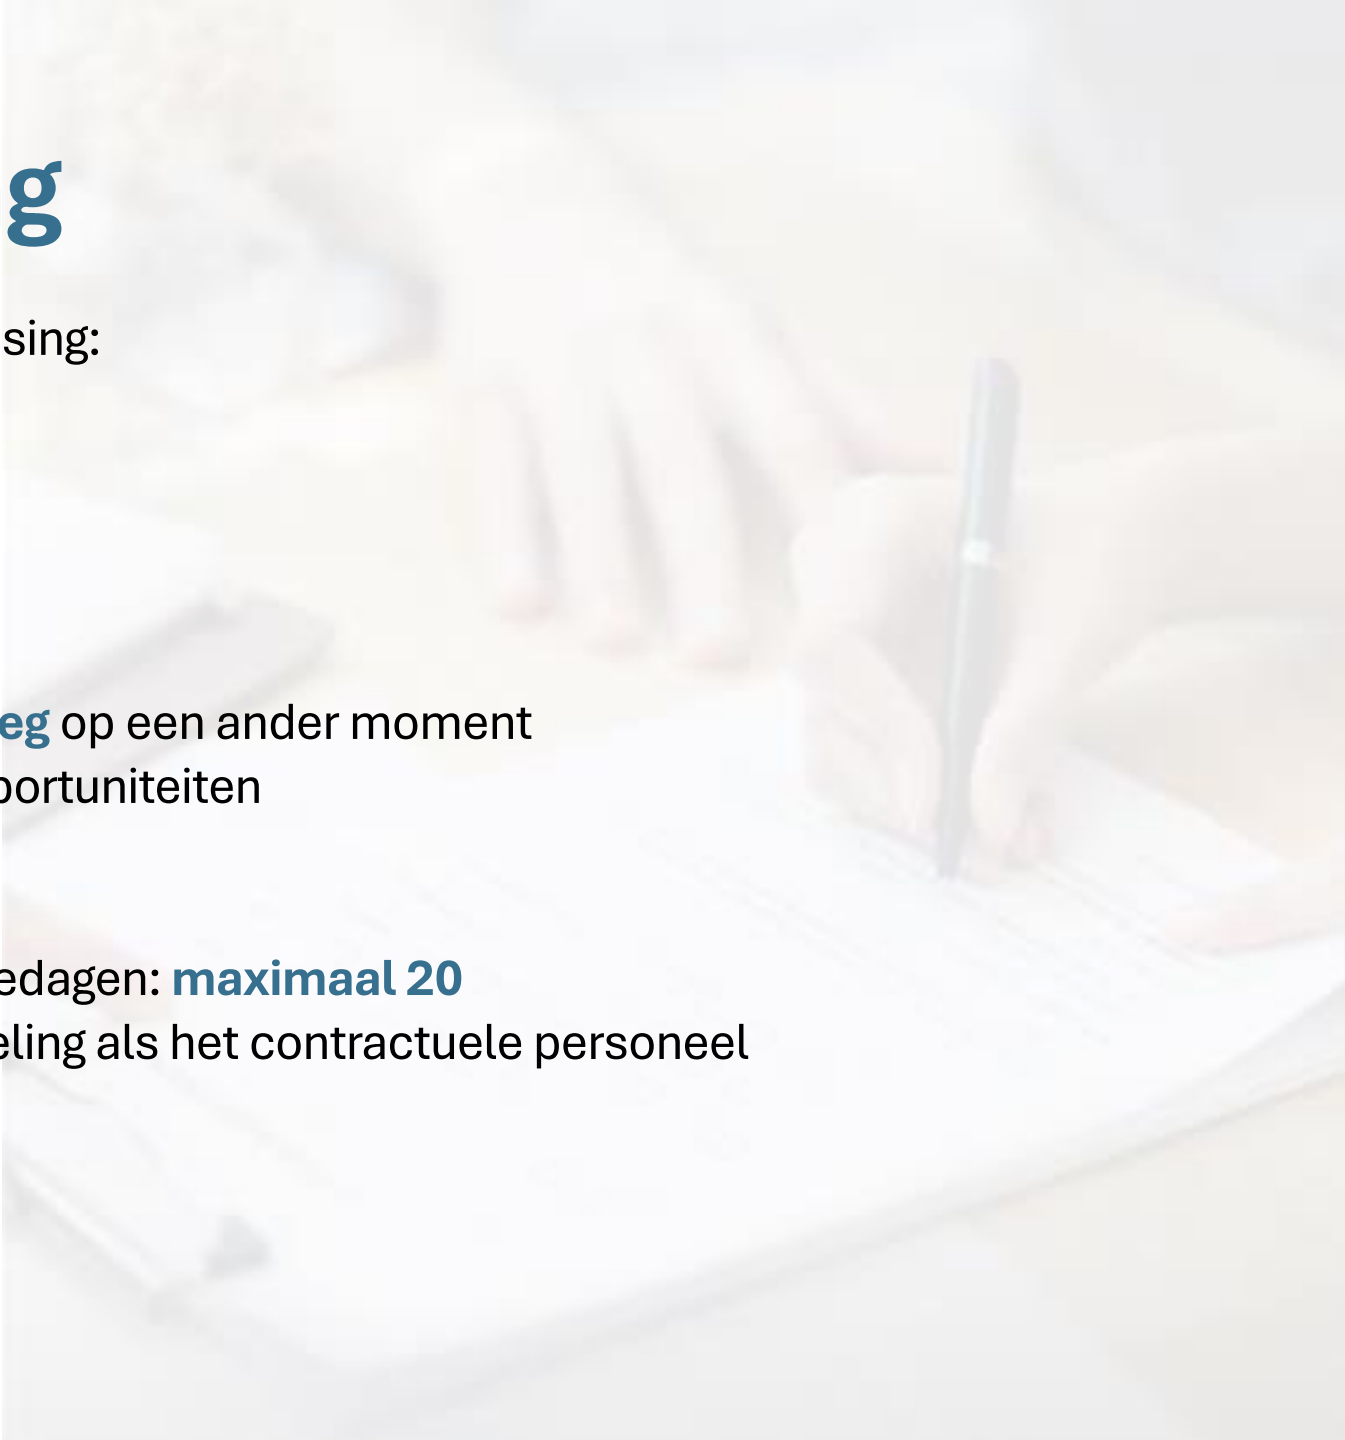 g
sing:
eg op een ander moment
portuniteiten
edagen: maximaal 20
eling als het contractuele personeel